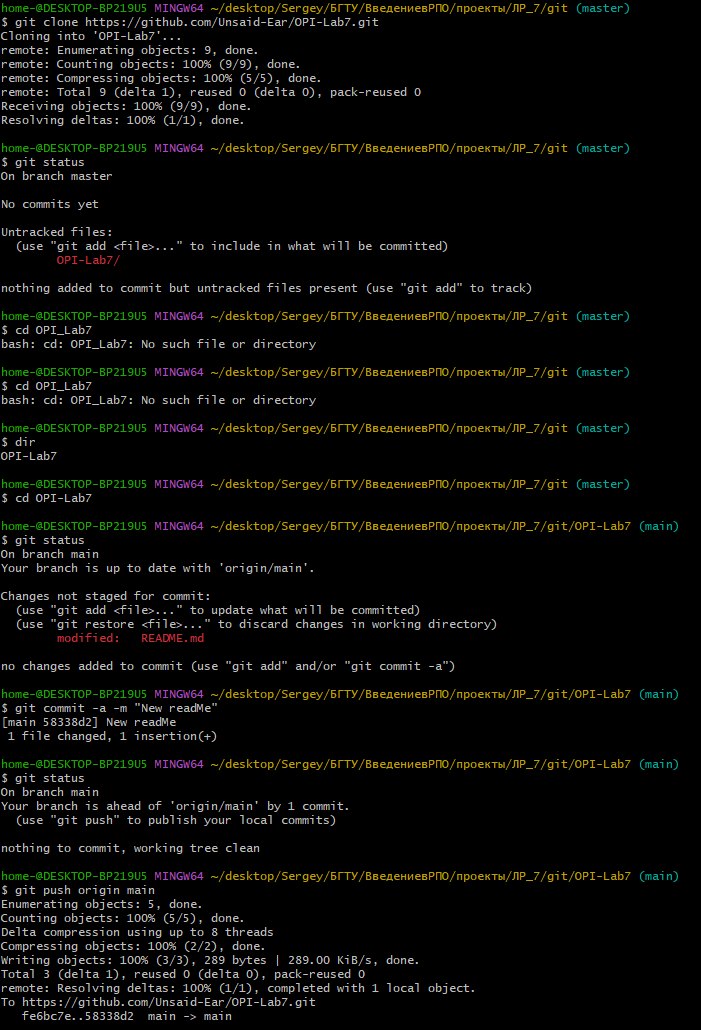 home-@DESKTOP-BP219U5 MINGW64 ~/desktop/Sergey/БГТУ/ВведениевРПО/проекты/ЛР_7/git (master)
$ git clone https://github.com/Unsaid-Ear/OPI-Lab7.git
Cloning into 'OPI-Lab7'...
remote: Enumerating objects: 9, done.
remote: Counting objects: 100% (9/9), done.
remote: Compressing objects: 100% (5/5), done.
remote: Total 9 (delta 1), reused 0 (delta 0), pack-reused 0
Receiving objects: 100% (9/9), done.
Resolving deltas: 100% (1/1), done.

home-@DESKTOP-BP219U5 MINGW64 ~/desktop/Sergey/БГТУ/ВведениевРПО/проекты/ЛР_7/git (master)
$ git status
On branch master

No commits yet

Untracked files:
  (use "git add <file>..." to include in what will be committed)
        OPI-Lab7/

nothing added to commit but untracked files present (use "git add" to track)

home-@DESKTOP-BP219U5 MINGW64 ~/desktop/Sergey/БГТУ/ВведениевРПО/проекты/ЛР_7/git (master)
$ cd OPI_Lab7
bash: cd: OPI_Lab7: No such file or directory

home-@DESKTOP-BP219U5 MINGW64 ~/desktop/Sergey/БГТУ/ВведениевРПО/проекты/ЛР_7/git (master)
$ cd OPI_Lab7
bash: cd: OPI_Lab7: No such file or directory

home-@DESKTOP-BP219U5 MINGW64 ~/desktop/Sergey/БГТУ/ВведениевРПО/проекты/ЛР_7/git (master)
$ dir
OPI-Lab7

home-@DESKTOP-BP219U5 MINGW64 ~/desktop/Sergey/БГТУ/ВведениевРПО/проекты/ЛР_7/git (master)
$ cd OPI-Lab7

home-@DESKTOP-BP219U5 MINGW64 ~/desktop/Sergey/БГТУ/ВведениевРПО/проекты/ЛР_7/git/OPI-Lab7 (main)
$ git status
On branch main
Your branch is up to date with 'origin/main'.

Changes not staged for commit:
  (use "git add <file>..." to update what will be committed)
  (use "git restore <file>..." to discard changes in working directory)
        modified:   README.md

no changes added to commit (use "git add" and/or "git commit -a")

home-@DESKTOP-BP219U5 MINGW64 ~/desktop/Sergey/БГТУ/ВведениевРПО/проекты/ЛР_7/git/OPI-Lab7 (main)
$ git commit -a -m "New readMe"
[main 58338d2] New readMe
 1 file changed, 1 insertion(+)

home-@DESKTOP-BP219U5 MINGW64 ~/desktop/Sergey/БГТУ/ВведениевРПО/проекты/ЛР_7/git/OPI-Lab7 (main)
$ git status
On branch main
Your branch is ahead of 'origin/main' by 1 commit.
  (use "git push" to publish your local commits)

nothing to commit, working tree clean

home-@DESKTOP-BP219U5 MINGW64 ~/desktop/Sergey/БГТУ/ВведениевРПО/проекты/ЛР_7/git/OPI-Lab7 (main)
$ git push origin main
Enumerating objects: 5, done.
Counting objects: 100% (5/5), done.
Delta compression using up to 8 threads
Compressing objects: 100% (2/2), done.
Writing objects: 100% (3/3), 289 bytes | 289.00 KiB/s, done.
Total 3 (delta 1), reused 0 (delta 0), pack-reused 0
remote: Resolving deltas: 100% (1/1), completed with 1 local object.
To https://github.com/Unsaid-Ear/OPI-Lab7.git
   fe6bc7e..58338d2  main -> main